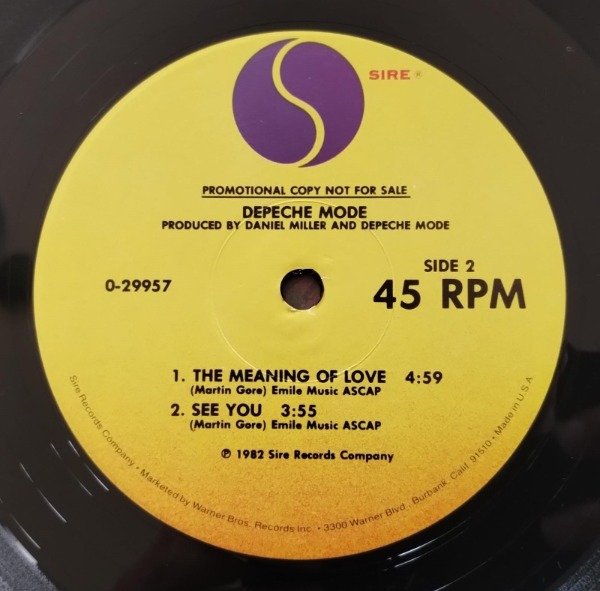 SIRE ®
PROMOTIONAL COPY NOT FOR SALE
DEPECHE MODE
PRODUCED BY DANIEL MILLER AND DEPECHE MODE
0-29957
SIDE 2
45 RPM
1. THE MEANING OF LOVE 4:59
(Martin Gore) Emile Music ASCAP
2. SEE YOU 3:55
(Martin Gore) Emile Music ASCAP
℗ 1982 Sire Records Company
Sire Records Company • Marketed by Warner Bros. Records Inc. • 3300 Warner Blvd., Burbank, Calif. 91510 • Made in U.S.A.